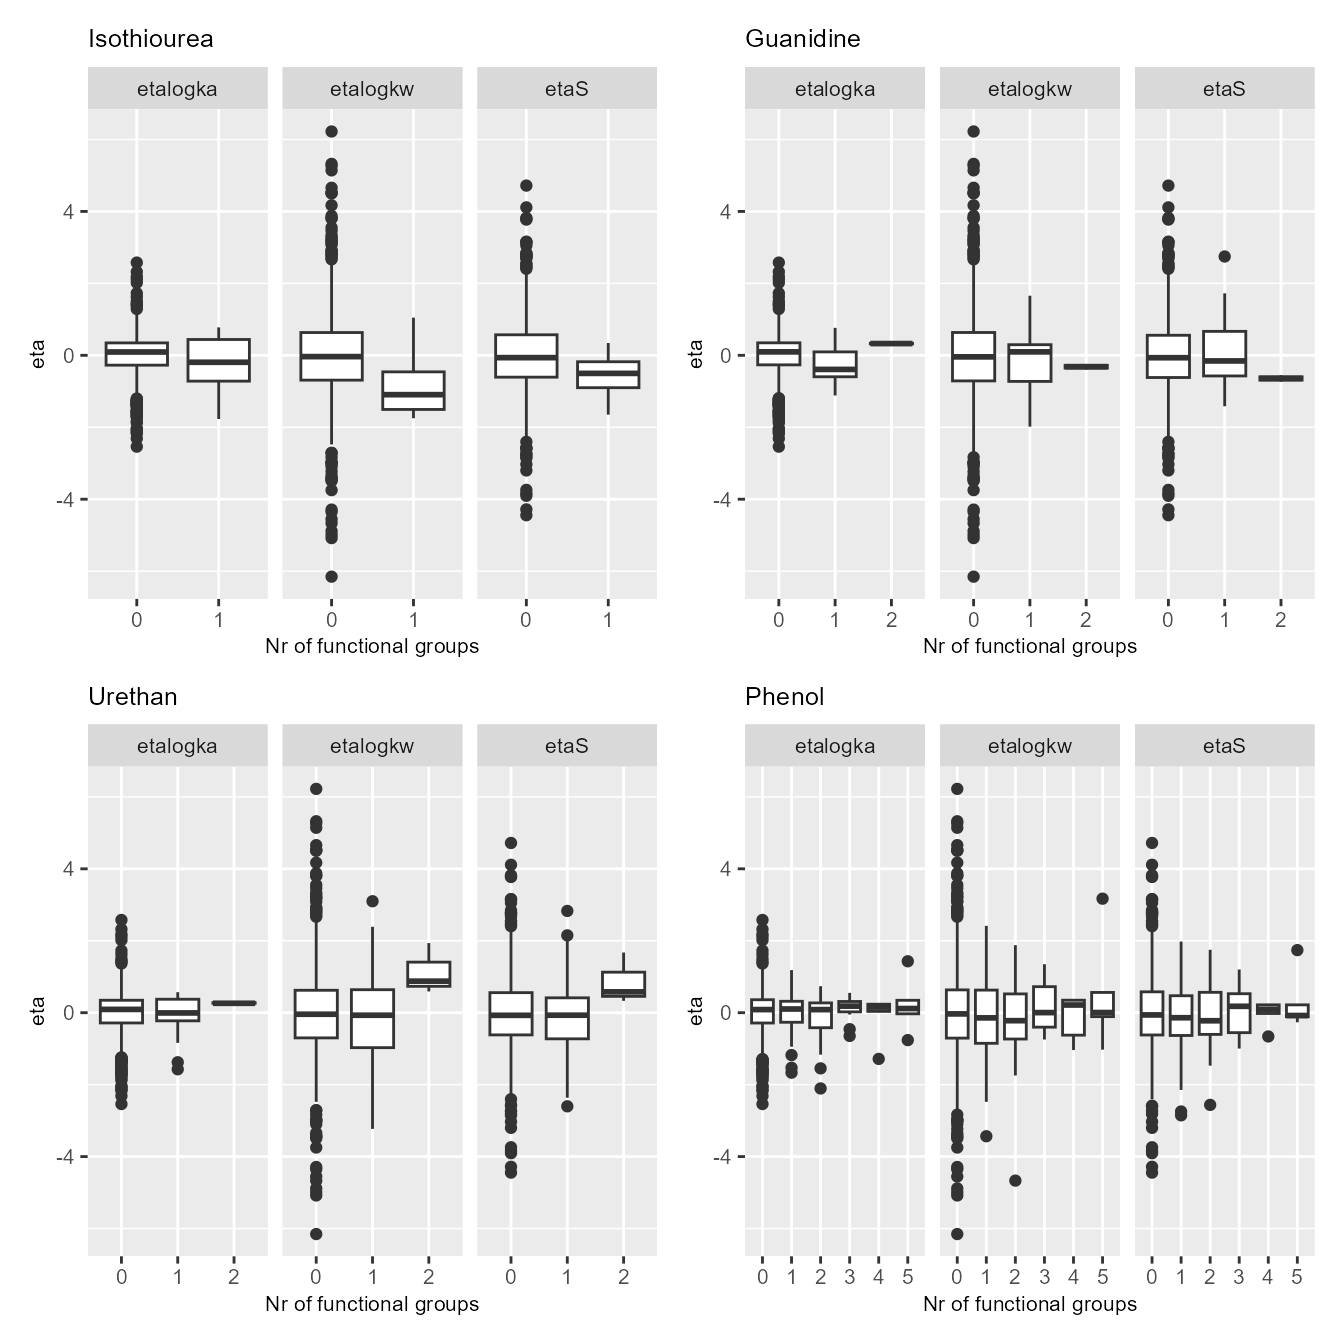 Isothiourea
etalogka etalogkw etaS
eta
4
0
-4
0 1 0 1 0 1
Nr of functional groups
Guanidine
etalogka etalogkw etaS
eta
4
0
-4
0 1 2 0 1 2 0 1 2
Nr of functional groups
Urethan
etalogka etalogkw etaS
eta
4
0
-4
0 1 2 0 1 2 0 1 2
Nr of functional groups
Phenol
etalogka etalogkw etaS
eta
4
0
-4
0 1 2 3 4 5 0 1 2 3 4 5 0 1 2 3 4 5
Nr of functional groups